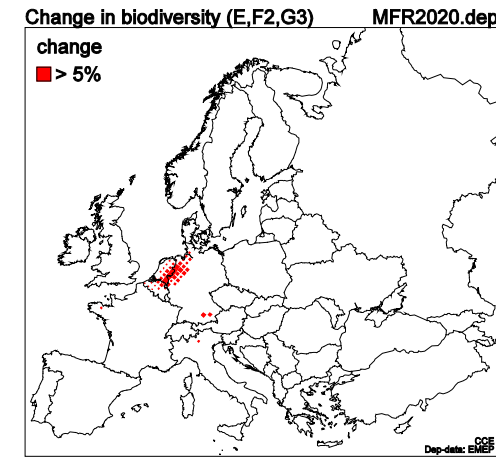 Change in biodiversity (E,F2,G3) MFR2020.dep
change
> 5%
CCE
Dep-data: EMEP